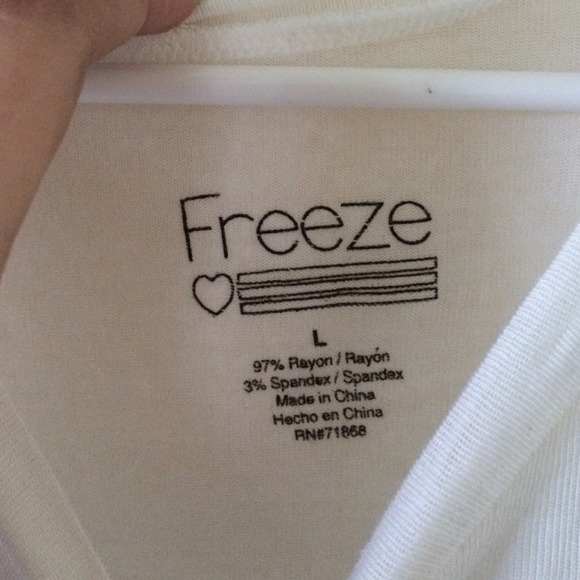 Freeze
L
97% Rayon / Rayón
3% Spandex / Spandex
Made in China
Hecho en China
RN#71868